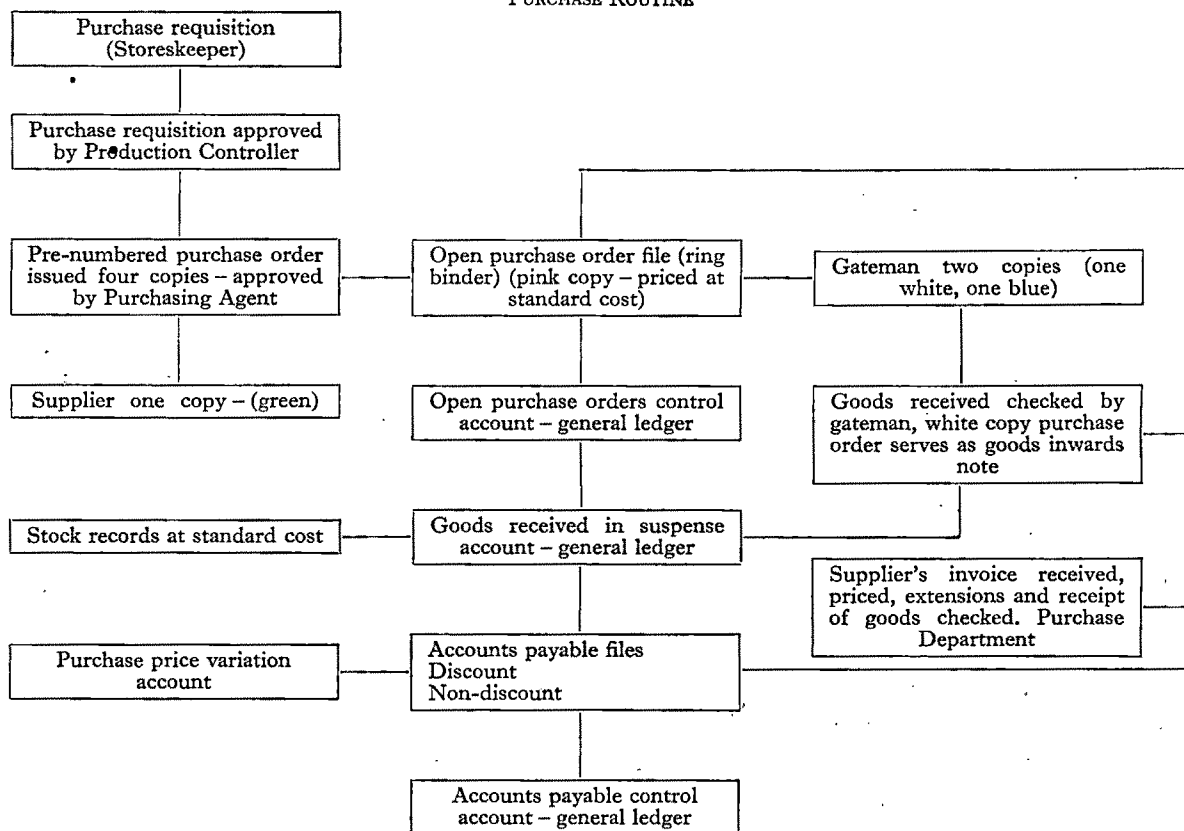 PURCHASE ROUTINE
Purchase requisition
(Storeskeeper)
Purchase requisition approved
by Production Controller
Pre-numbered purchase order
issued four copies – approved
by Purchasing Agent
Open purchase order file (ring
binder) (pink copy – priced at
standard cost)
Gateman two copies (one
white, one blue)
Supplier one copy – (green)
Open purchase orders control
account – general ledger
Goods received checked by
gateman, white copy purchase
order serves as goods inwards
note
Stock records at standard cost
Goods received in suspense
account – general ledger
Supplier's invoice received,
priced, extensions and receipt
of goods checked. Purchase
Department
Purchase price variation
account
Accounts payable files
Discount
Non-discount
Accounts payable control
account – general ledger